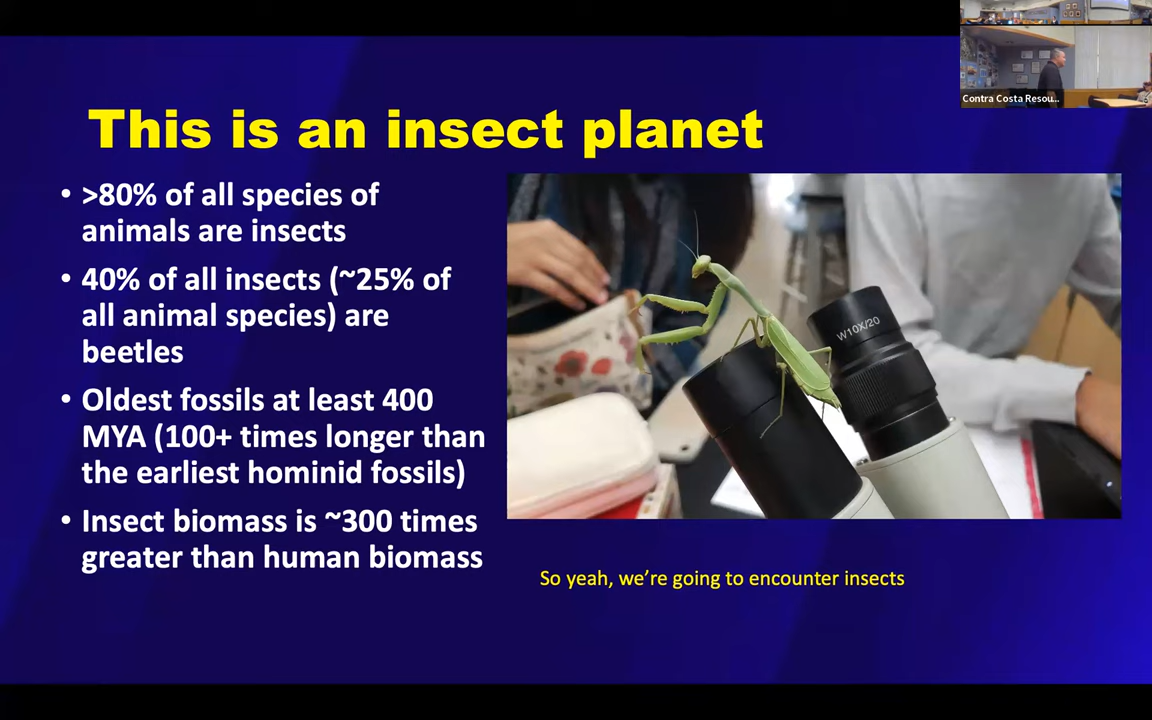 Contra Costa Resou...
This is an insect planet
• >80% of all species of
animals are insects
• 40% of all insects (~25% of
all animal species) are
beetles
• Oldest fossils at least 400
MYA (100+ times longer than
the earliest hominid fossils)
• Insect biomass is ~300 times
greater than human biomass
W10X/20
So yeah, we’re going to encounter insects